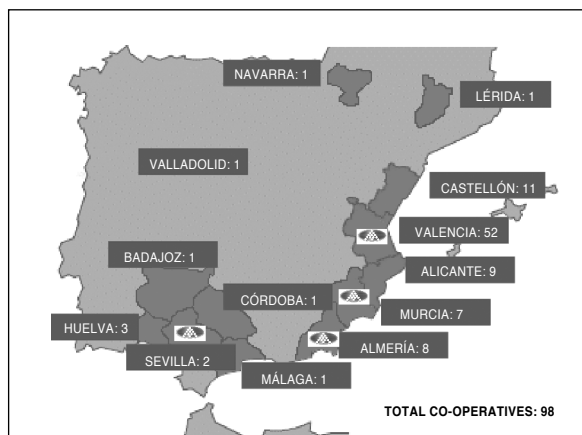 NAVARRA: 1
LÉRIDA: 1
VALLADOLID: 1
CASTELLÓN: 11
VALENCIA: 52
BADAJOZ: 1
ALICANTE: 9
CÓRDOBA: 1
MURCIA: 7
HUELVA: 3
ALMERÍA: 8
SEVILLA: 2
MÁLAGA: 1
TOTAL CO-OPERATIVES: 98